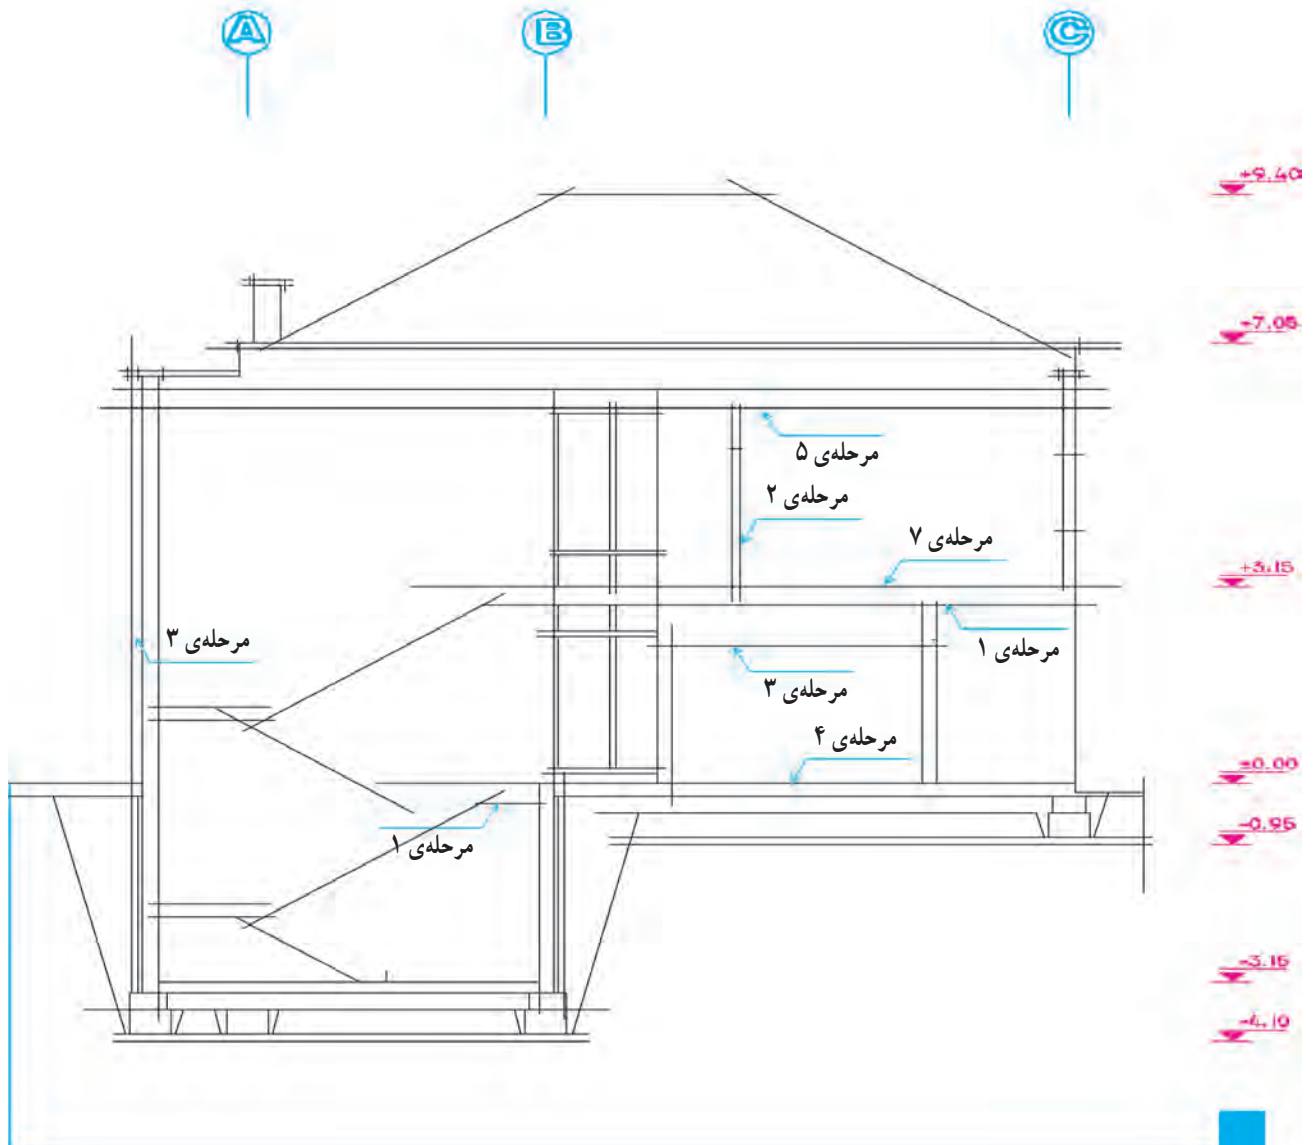 A B C
+9.40
+7.05
مرحله‌ی ۵
مرحله‌ی ۲
مرحله‌ی ۷
+3.15
مرحله‌ی ۳
مرحله‌ی ۱
مرحله‌ی ۳
مرحله‌ی ۴
±0.00
-0.95
مرحله‌ی ۱
-3.15
-4.10